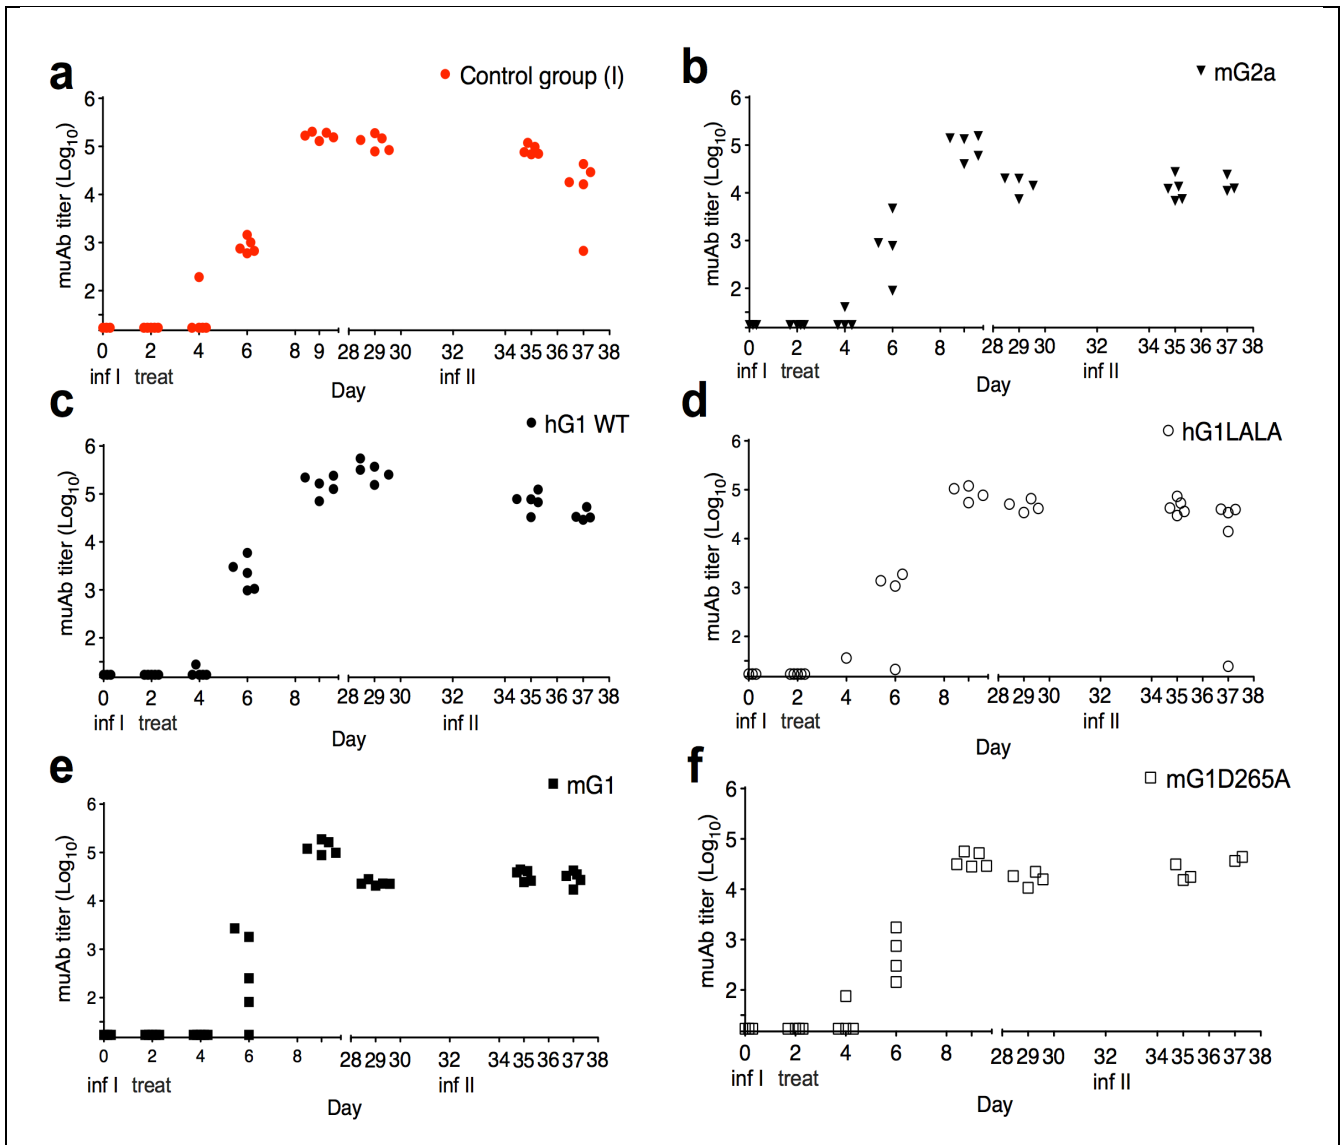 a
Control group (I)
6
5
4
3
2
muAb titer (Log10)
0 2 4 6 8 9 28 29 30 32 34 35 37 38
inf I treat inf II
Day
b
mG2a
6
5
4
3
2
muAb titer (Log10)
0 2 4 6 8 28 29 30 32 34 35 36 37 38
inf I treat inf II
Day
c
hG1 WT
6
5
4
3
2
muAb titer (Log10)
0 2 4 6 8 28 29 30 32 34 35 36 37 38
inf I treat inf II
Day
d
hG1LALA
6
5
4
3
2
muAb titer (Log10)
0 2 4 6 8 28 29 30 32 34 35 36 37 38
inf I treat inf II
Day
e
mG1
6
5
4
3
2
muAb titer (Log10)
0 2 4 6 8 28 29 30 32 34 35 36 37 38
inf I treat inf II
Day
f
mG1D265A
6
5
4
3
2
muAb titer (Log10)
0 2 4 6 8 28 29 30 32 34 35 36 37 38
inf I treat inf II
Day